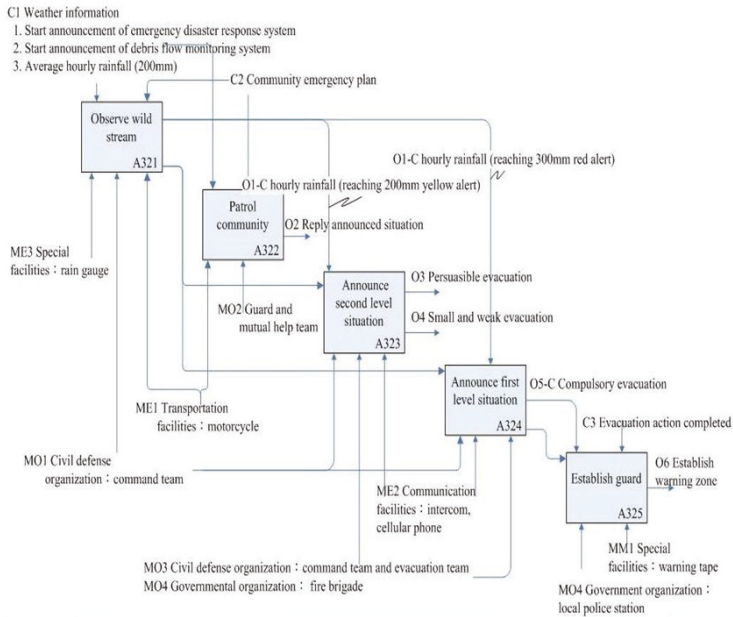 C1 Weather information
1. Start announcement of emergency disaster response system
2. Start announcement of debris flow monitoring system
3. Average hourly rainfall (200mm)
C2 Community emergency plan
Observe wild
stream
A321
O1-C hourly rainfall (reaching 300mm red alert)
O1-C hourly rainfall (reaching 200mm yellow alert)
Patrol
community
A322
O2 Reply announced situation
ME3 Special
facilities：rain gauge
O3 Persuasible evacuation
Announce
second level
situation
A323
MO2 Guard and
mutual help team
O4 Small and weak evacuation
Announce first
level situation
A324
O5-C Compulsory evacuation
ME1 Transportation
facilities：motorcycle
C3 Evacuation action completed
MO1 Civil defense
organization：command team
O6 Establish
warning zone
Establish guard
A325
ME2 Communication
facilities：intercom,
cellular phone
MM1 Special
facilities：warning tape
MO3 Civil defense organization：command team and evacuation team
MO4 Governmental organization： fire brigade
MO4 Government organization：
local police station